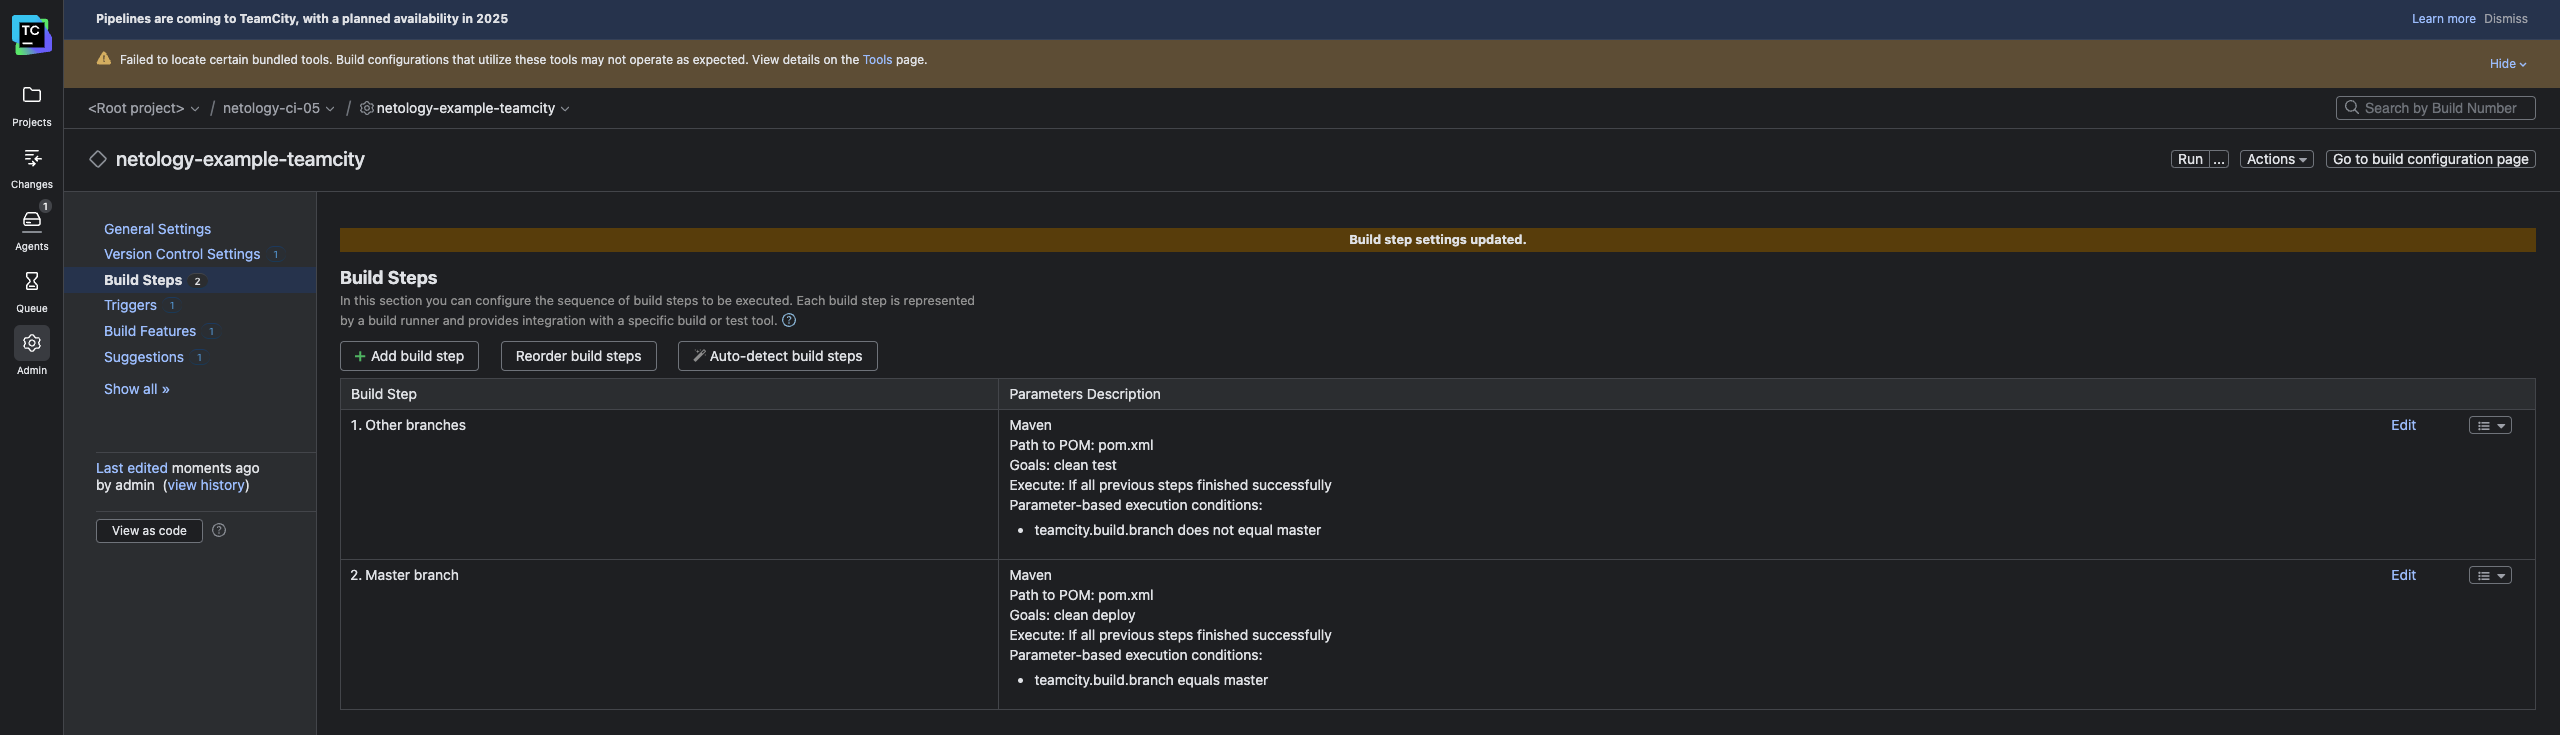 Pipelines are coming to TeamCity, with a planned availability in 2025
Learn more Dismiss
TC
Failed to locate certain bundled tools. Build configurations that utilize these tools may not operate as expected. View details on the Tools page.
Hide
<Root project> / netology-ci-05 / netology-example-teamcity
Search by Build Number
Projects
Changes
1
Agents
Queue
Admin
netology-example-teamcity
Run ...
Actions
Go to build configuration page
General Settings
Version Control Settings 1
Build Steps 2
Triggers 1
Build Features 1
Suggestions 1
Show all »
Last edited moments ago
by admin (view history)
View as code ?
Build step settings updated.
Build Steps
In this section you can configure the sequence of build steps to be executed. Each build step is represented
by a build runner and provides integration with a specific build or test tool. ?
+ Add build step
Reorder build steps
Auto-detect build steps
Build Step
Parameters Description
1. Other branches
Maven
Edit
Path to POM: pom.xml
Goals: clean test
Execute: If all previous steps finished successfully
Parameter-based execution conditions:
• teamcity.build.branch does not equal master
2. Master branch
Maven
Edit
Path to POM: pom.xml
Goals: clean deploy
Execute: If all previous steps finished successfully
Parameter-based execution conditions:
• teamcity.build.branch equals master